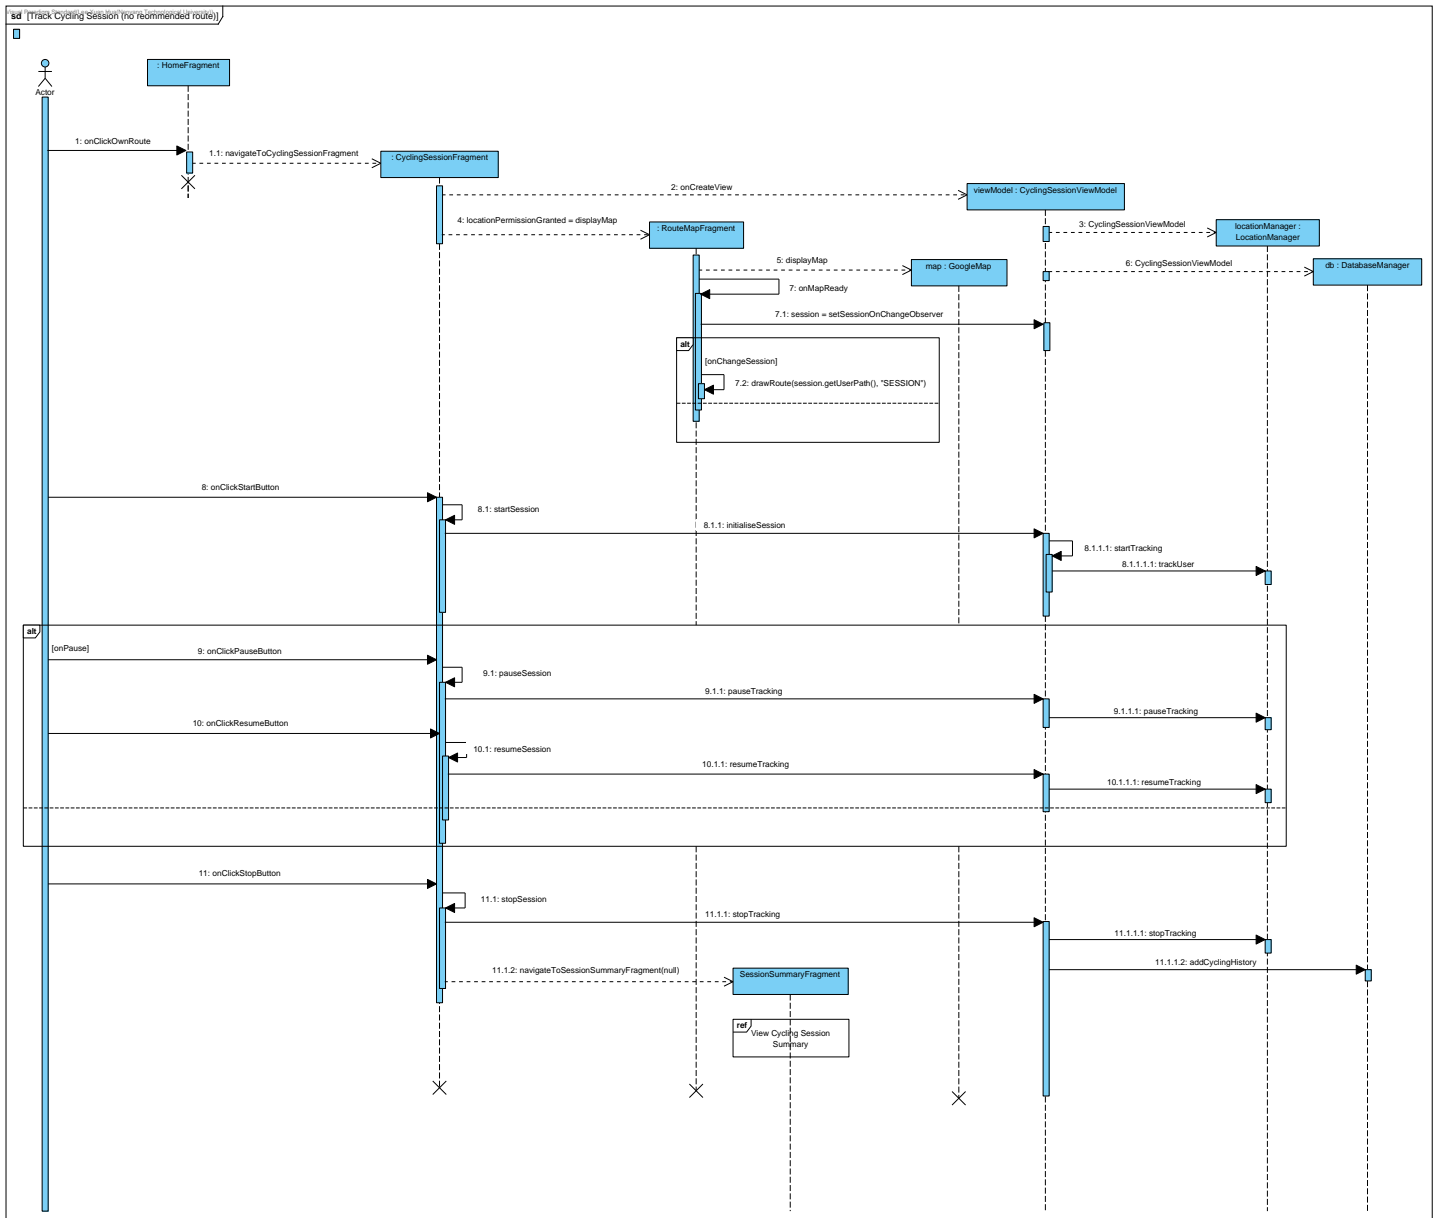 sd [Track Cycling Session (no reommended route)]
Actor
: HomeFragment
1: onClickOwnRoute
1.1: navigateToCyclingSessionFragment
: CyclingSessionFragment
2: onCreateView
viewModel : CyclingSessionViewModel
4: locationPermissionGranted = displayMap
: RouteMapFragment
3: CyclingSessionViewModel
locationManager :
LocationManager
5: displayMap
map : GoogleMap
6: CyclingSessionViewModel
db : DatabaseManager
7: onMapReady
7.1: session = setSessionOnChangeObserver
alt
[onChangeSession]
7.2: drawRoute(session.getUserPath(), "SESSION")
8: onClickStartButton
8.1: startSession
8.1.1: initialiseSession
8.1.1.1: startTracking
8.1.1.1.1: trackUser
alt
[onPause]
9: onClickPauseButton
9.1: pauseSession
9.1.1: pauseTracking
9.1.1.1: pauseTracking
10: onClickResumeButton
10.1: resumeSession
10.1.1: resumeTracking
10.1.1.1: resumeTracking
11: onClickStopButton
11.1: stopSession
11.1.1: stopTracking
11.1.1.1: stopTracking
11.1.1.2: addCyclingHistory
11.1.2: navigateToSessionSummaryFragment(null)
SessionSummaryFragment
ref
View Cycling Session
Summary